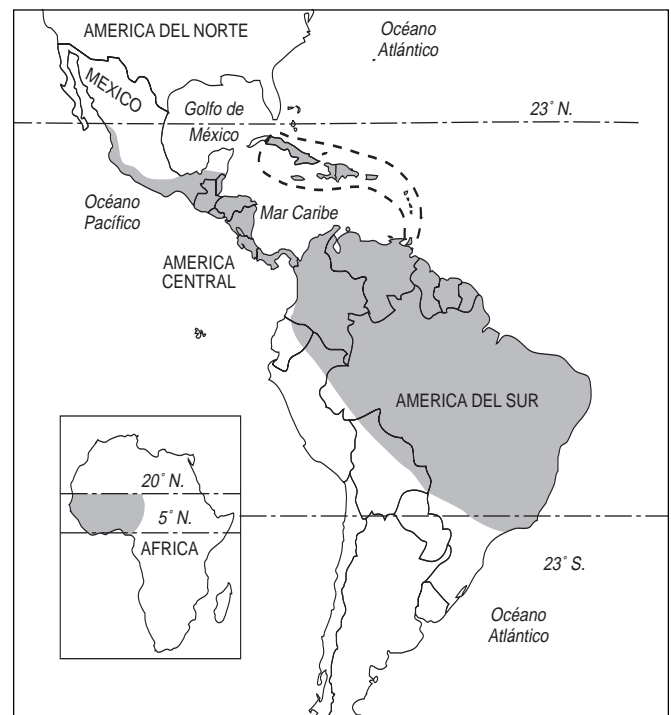 AMERICA DEL NORTE
Océano
Atlántico
MEXICO
Golfo de
México
23° N.
Océano
Pacífico
Mar Caribe
AMERICA
CENTRAL
AMERICA DEL SUR
20° N.
5° N.
AFRICA
23° S.
Océano
Atlántico